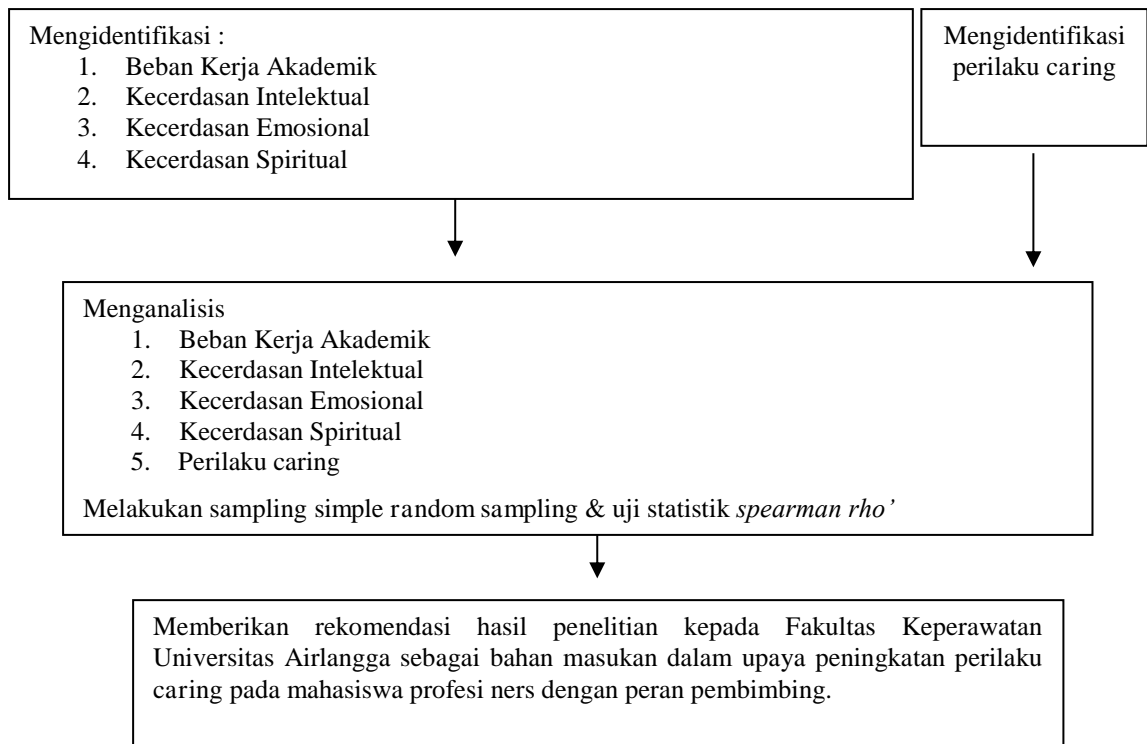 Mengidentifikasi :
1. Beban Kerja Akademik
2. Kecerdasan Intelektual
3. Kecerdasan Emosional
4. Kecerdasan Spiritual
Mengidentifikasi
perilaku caring
Menganalisis
1. Beban Kerja Akademik
2. Kecerdasan Intelektual
3. Kecerdasan Emosional
4. Kecerdasan Spiritual
5. Perilaku caring
Melakukan sampling simple random sampling & uji statistik spearman rho’
Memberikan rekomendasi hasil penelitian kepada Fakultas Keperawatan
Universitas Airlangga sebagai bahan masukan dalam upaya peningkatan perilaku
caring pada mahasiswa profesi ners dengan peran pembimbing.